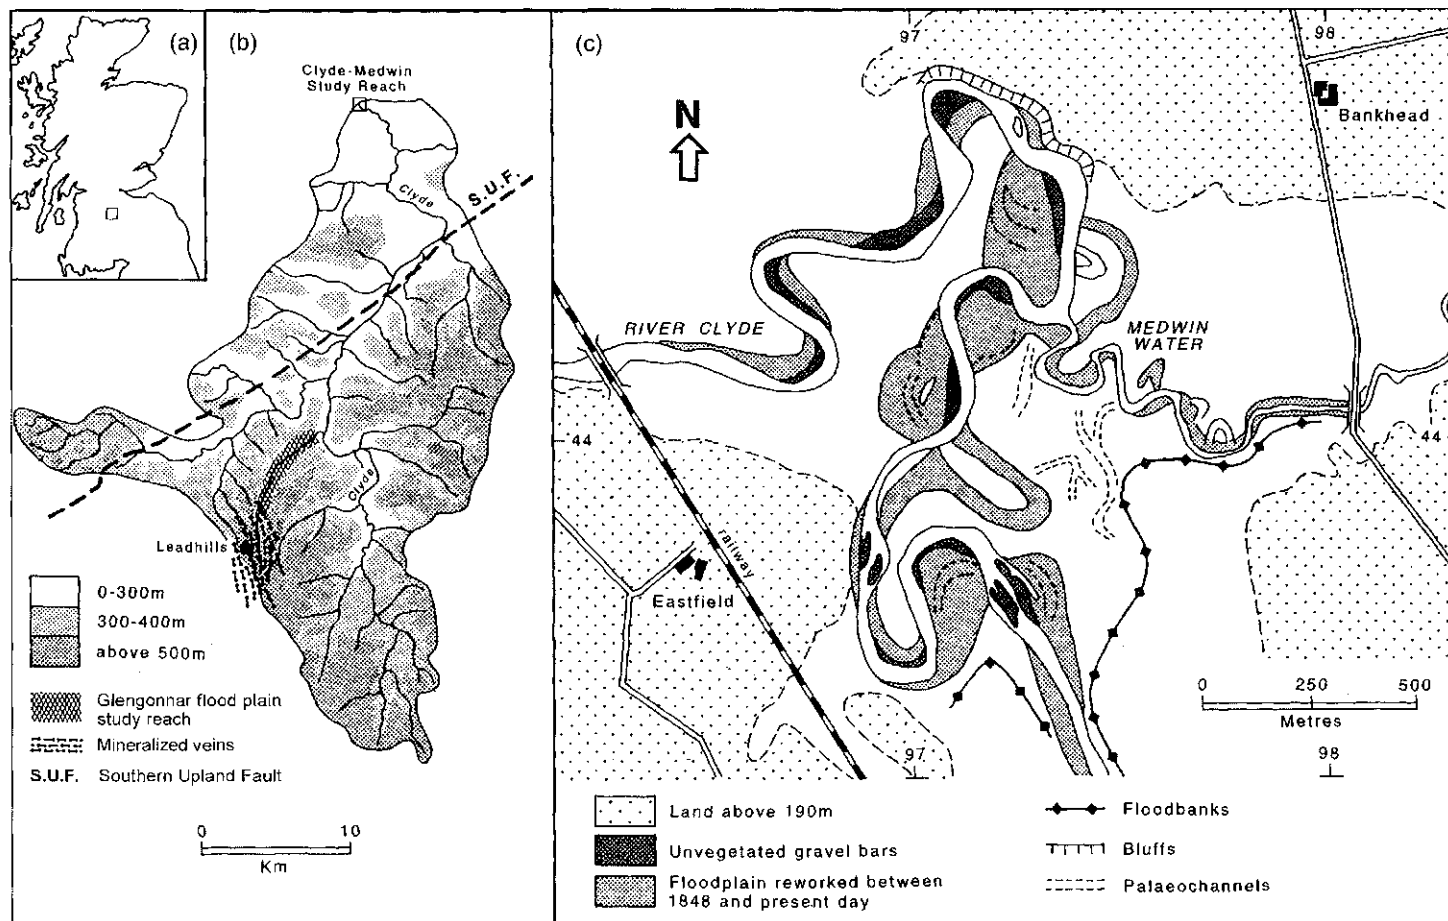 (a)
(b)
Clyde-Medwin
Study Reach
Clyde
S.U.F.
Clyde
Leadhills
0-300m
300-400m
above 500m
Glengonnar flood plain
study reach
Mineralized veins
S.U.F. Southern Upland Fault
0 10
Km
(c)
97
98
N
Bankhead
RIVER CLYDE
MEDWIN
WATER
44
44
railway
Eastfield
0 250 500
Metres
97
98
Land above 190m
Unvegetated gravel bars
Floodplain reworked between
1848 and present day
Floodbanks
Bluffs
Palaeochannels